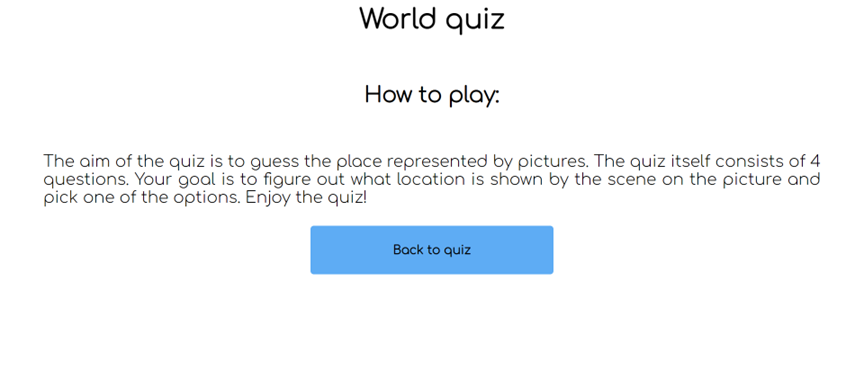 World quiz
How to play:
The aim of the quiz is to guess the place represented by pictures. The quiz itself consists of 4
questions. Your goal is to figure out what location is shown by the scene on the picture and
pick one of the options. Enjoy the quiz!
Back to quiz